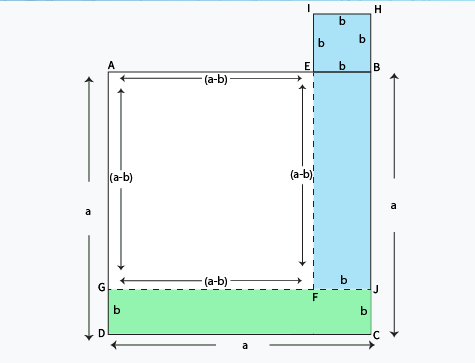 I H
b
b b
A E b B
(a-b)
(a-b) (a-b)
a a
(a-b) b
G F J
b b
D C
a